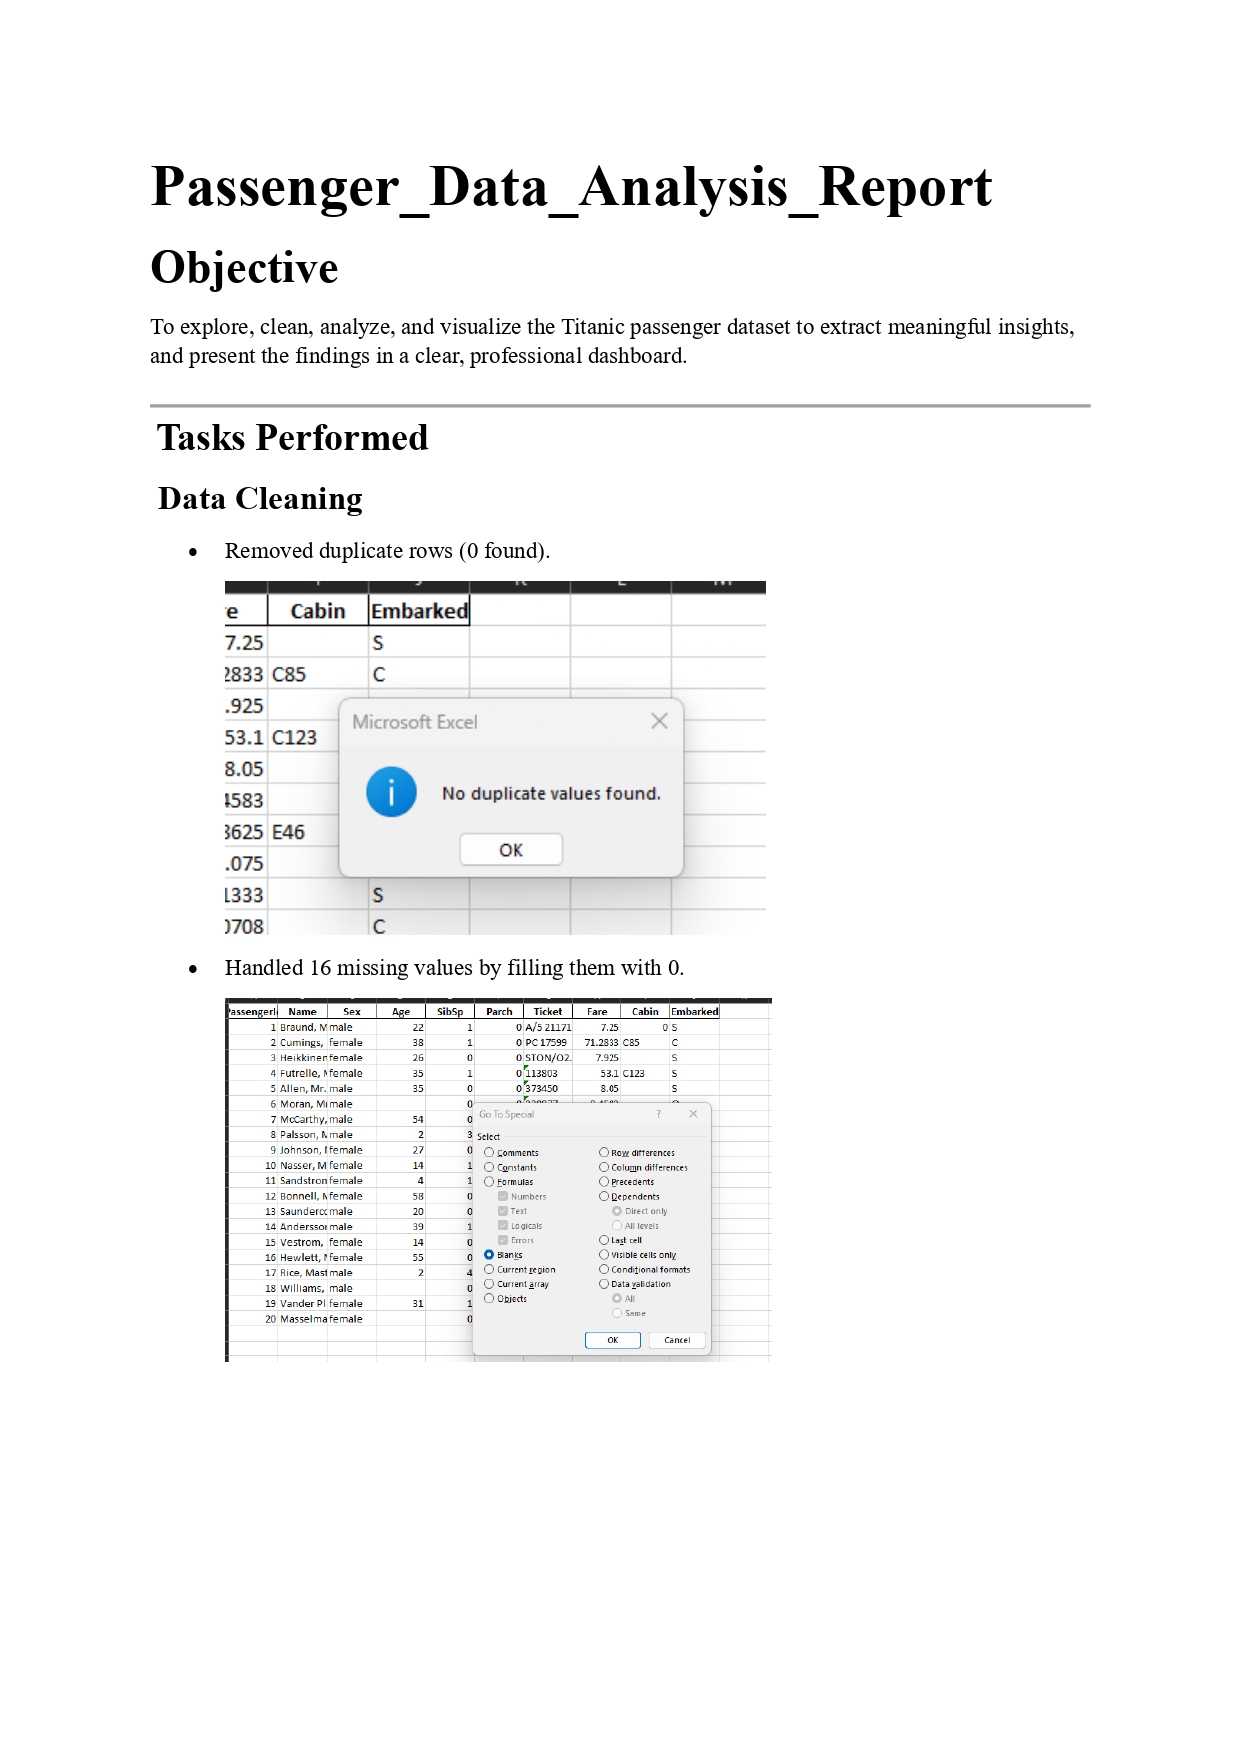 Passenger_Data_Analysis_Report
Objective
To explore, clean, analyze, and visualize the Titanic passenger dataset to extract meaningful insights,
and present the findings in a clear, professional dashboard.
Tasks Performed
Data Cleaning
• Removed duplicate rows (0 found).
Cabin Embarked
7.25 S
2833 C85 C
.925
53.1 C123
8.05
4583
3625 E46
.075
1333 S
0708 C
Microsoft Excel
No duplicate values found.
OK
• Handled 16 missing values by filling them with 0.
PassengerI Name Sex Age SibSp Parch Ticket Fare Cabin Embarked
1 Braund, M male 22 1 0 A/5 21171 7.25 0 S
2 Cumings, female 38 1 0 PC 17599 71.2833 C85 C
3 Heikkinen female 26 0 0 STON/O2. 7.925 S
4 Futrelle, M female 35 1 0 113803 53.1 C123 S
5 Allen, Mr. male 35 0 0 373450 8.05 S
6 Moran, Mr male 0
7 McCarthy, male 54 0
8 Palsson, M male 2 3
9 Johnson, female 27 0
10 Nasser, M female 14 1
11 Sandstron female 4 1
12 Bonnell, M female 58 0
13 Saunderco male 20 0
14 Andersson male 39 1
15 Vestrom, female 14 0
16 Hewlett, female 55 0
17 Rice, Mast male 2 4
18 Williams, male 0
19 Vander Pl female 31 1
20 Masselma female 0
Go To Special ?
Select
Comments Row differences
Constants Column differences
Formulas Precedents
Numbers Dependents
Text Direct only
Logicals All levels
Errors Last cell
Blanks Visible cells only
Current region Conditional formats
Current array Data validation
Objects All
Same
OK Cancel